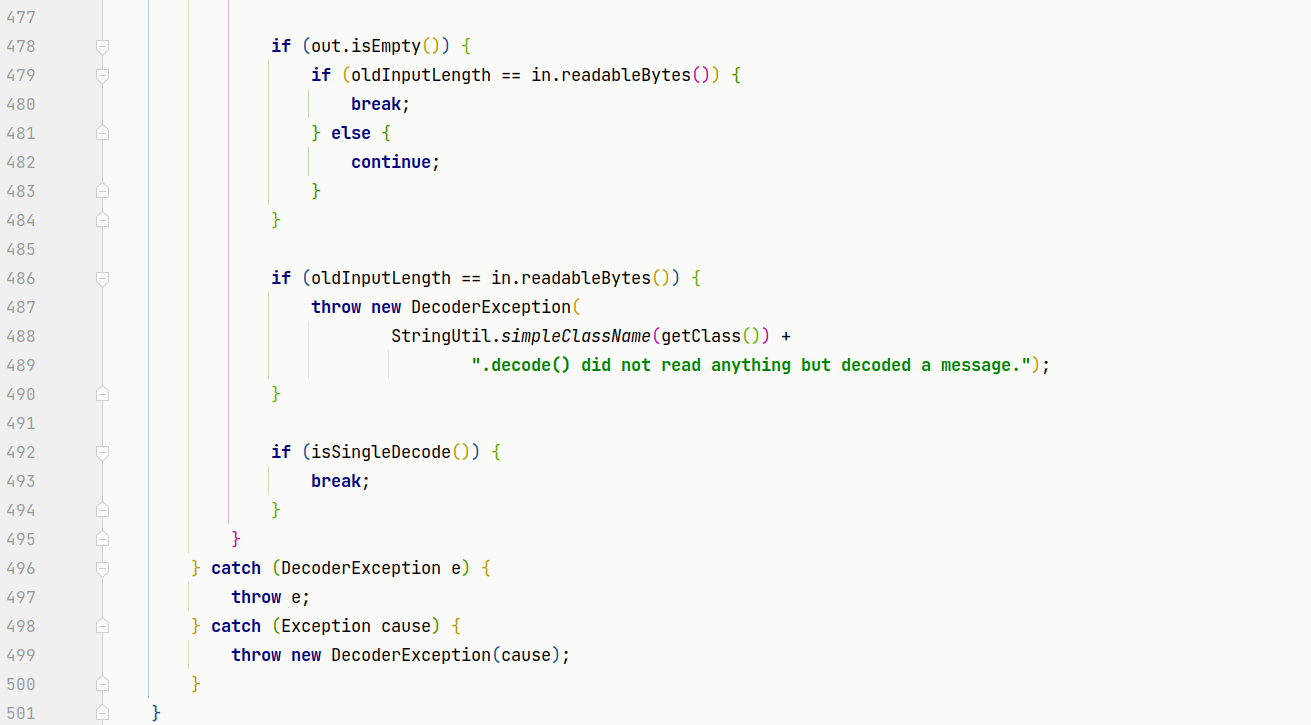 477
478 if (out.isEmpty()) {
479 if (oldInputLength == in.readableBytes()) {
480 break;
481 } else {
482 continue;
483 }
484 }
485
486 if (oldInputLength == in.readableBytes()) {
487 throw new DecoderException(
488 StringUtil.simpleClassName(getClass()) +
489 ".decode() did not read anything but decoded a message.");
490 }
491
492 if (isSingleDecode()) {
493 break;
494 }
495 }
496 } catch (DecoderException e) {
497 throw e;
498 } catch (Exception cause) {
499 throw new DecoderException(cause);
500 }
501 }